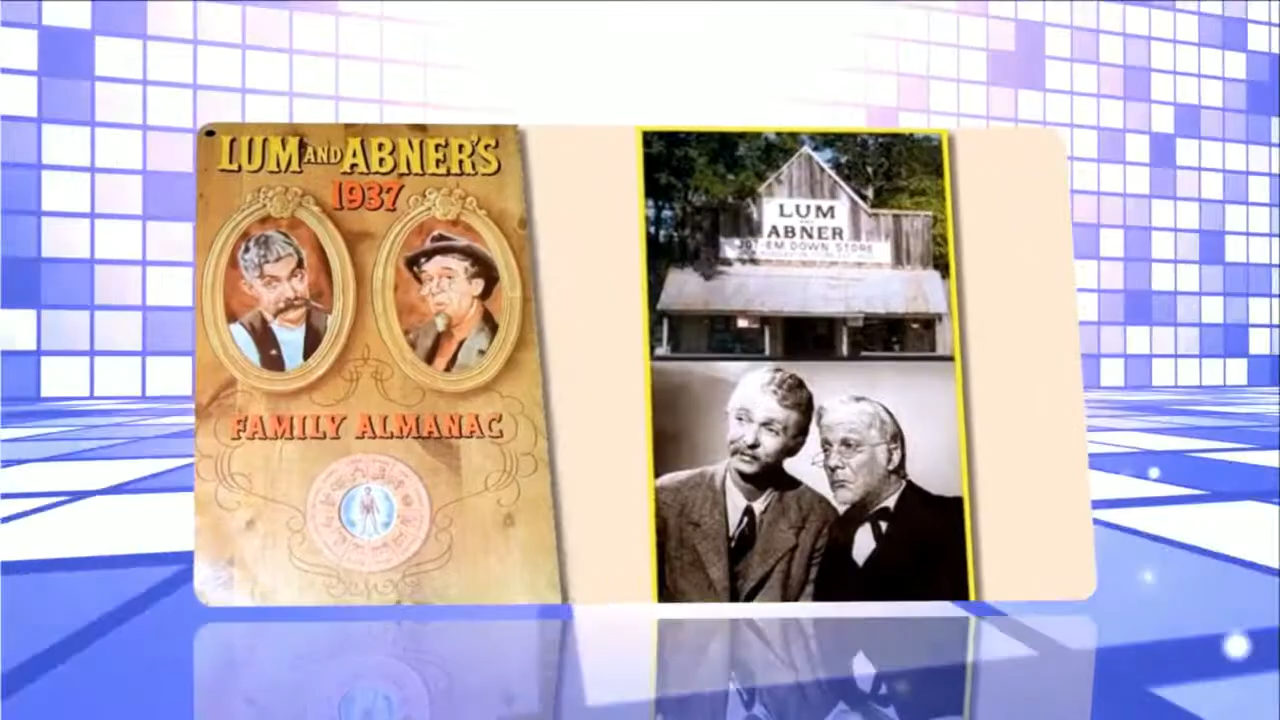 LUM AND ABNER'S
1937
FAMILY ALMANAC
LUM
AND
ABNER
JOT-EM DOWN STORE